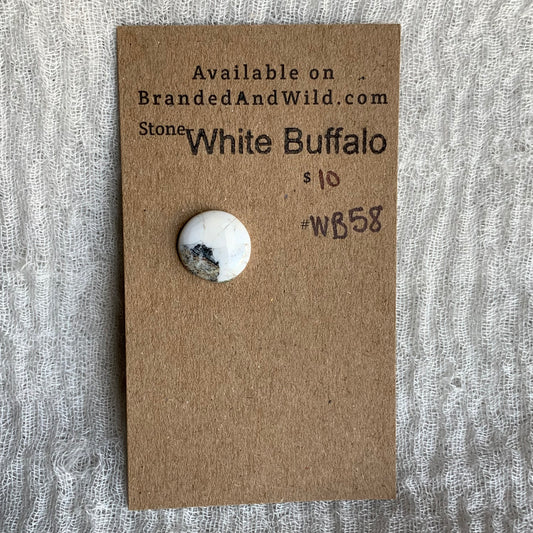 Available on
BrandedAndWild.com
Stone White Buffalo
$ 10
#WB58